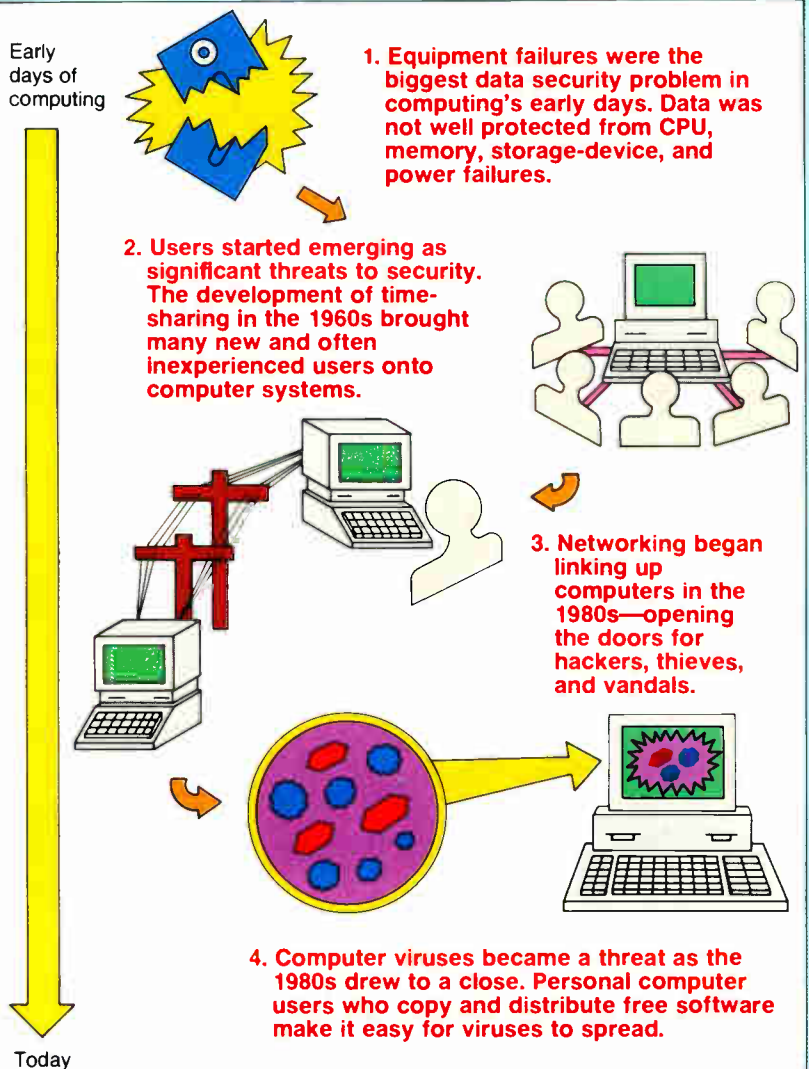 Early
days of
computing
1. Equipment failures were the
biggest data security problem in
computing's early days. Data was
not well protected from CPU,
memory, storage-device, and
power failures.
2. Users started emerging as
significant threats to security.
The development of time-
sharing in the 1960s brought
many new and often
inexperienced users onto
computer systems.
3. Networking began
linking up
computers in the
1980s—opening
the doors for
hackers, thieves,
and vandals.
4. Computer viruses became a threat as the
1980s drew to a close. Personal computer
users who copy and distribute free software
make it easy for viruses to spread.
Today